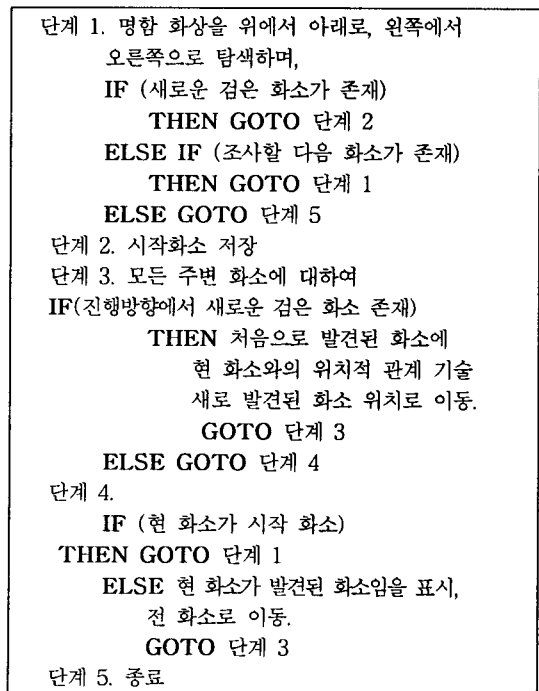 단계 1. 명함 화상을 위에서 아래로, 왼쪽에서
오른쪽으로 탐색하며,
IF (새로운 검은 화소가 존재)
THEN GOTO 단계 2
ELSE IF (조사할 다음 화소가 존재)
THEN GOTO 단계 1
ELSE GOTO 단계 5
단계 2. 시작화소 저장
단계 3. 모든 주변 화소에 대하여
IF(진행방향에서 새로운 검은 화소 존재)
THEN 처음으로 발견된 화소에
현 화소와의 위치적 관계 기술
새로 발견된 화소 위치로 이동.
GOTO 단계 3
ELSE GOTO 단계 4
단계 4.
IF (현 화소가 시작 화소)
THEN GOTO 단계 1
ELSE 현 화소가 발견된 화소임을 표시,
전 화소로 이동.
GOTO 단계 3
단계 5. 종료